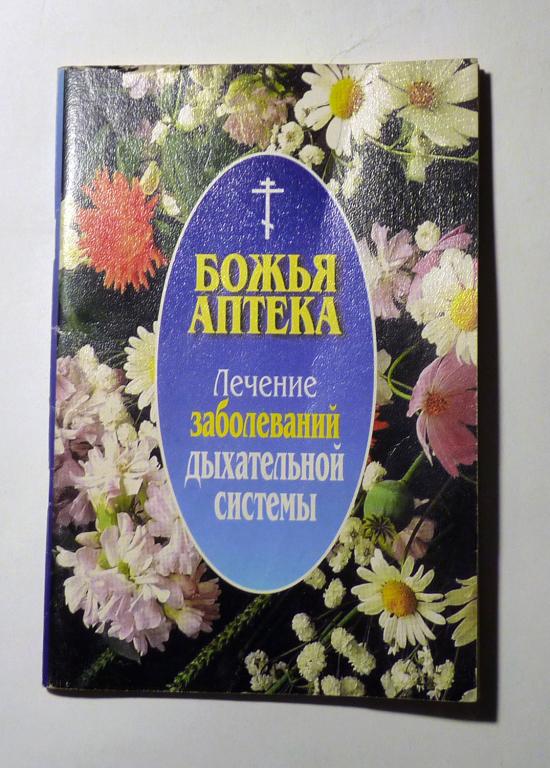 БОЖЬЯ
АПТЕКА
Лечение
заболеваний
дыхательной
системы